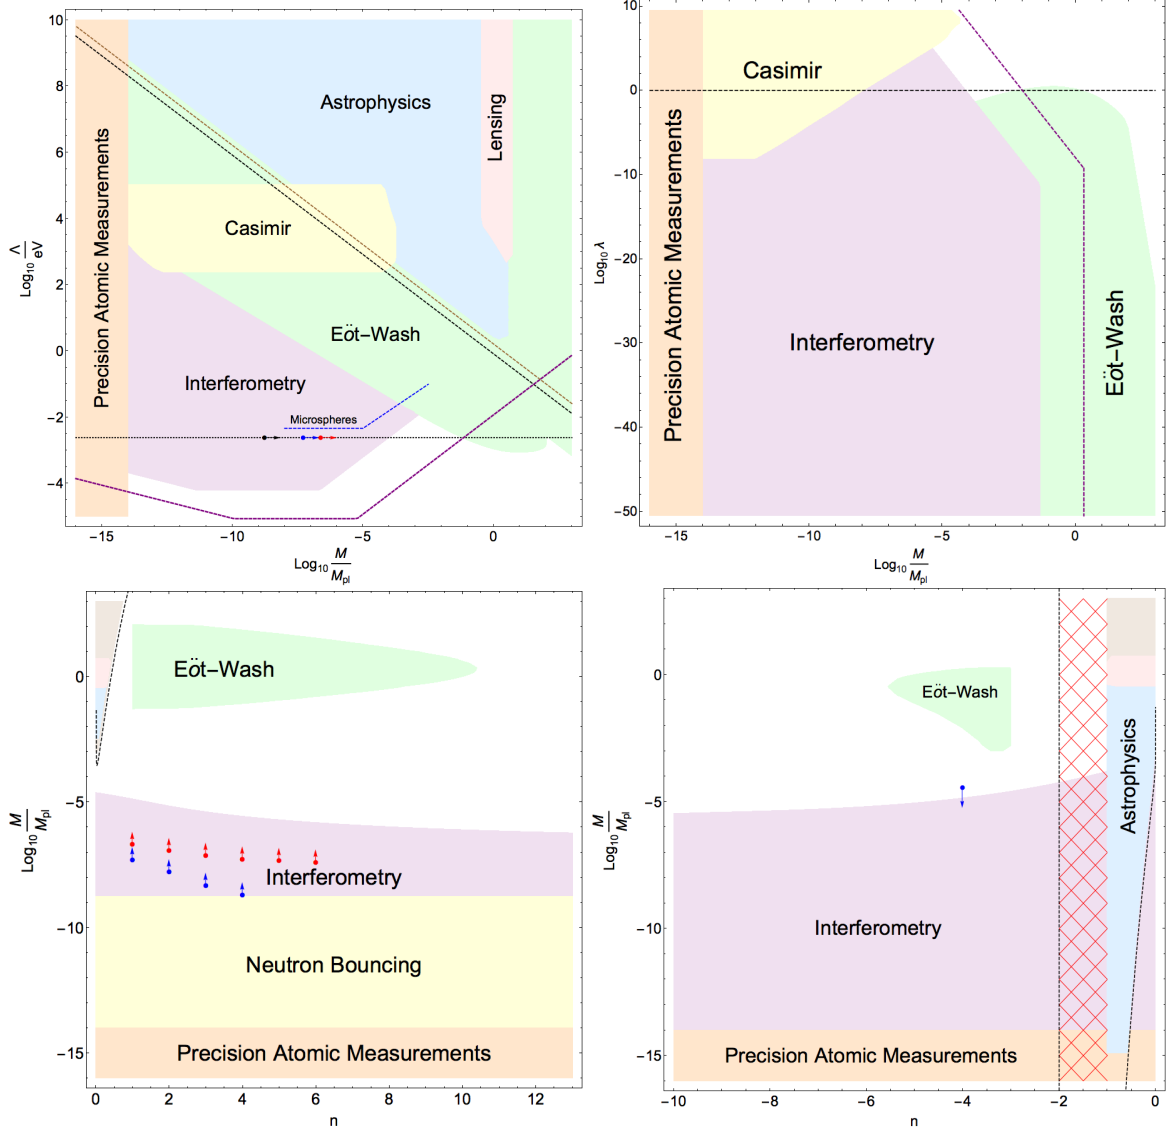 10
8
6
4
2
0
−2
−4
Log10 Λ/eV
−15
−10
−5
0
Log10 M/Mpl
Precision Atomic Measurements
Astrophysics
Lensing
Casimir
Eöt−Wash
Interferometry
Microspheres
10
0
−10
−20
−30
−40
−50
Log10 λ
−15
−10
−5
0
Log10 M/Mpl
Precision Atomic Measurements
Casimir
Interferometry
Eöt−Wash
0
−5
−10
−15
Log10 M/Mpl
0
2
4
6
8
10
12
n
Eöt−Wash
Interferometry
Neutron Bouncing
Precision Atomic Measurements
0
−5
−10
−15
Log10 M/Mpl
−10
−8
−6
−4
−2
0
n
Eöt−Wash
Astrophysics
Interferometry
Precision Atomic Measurements